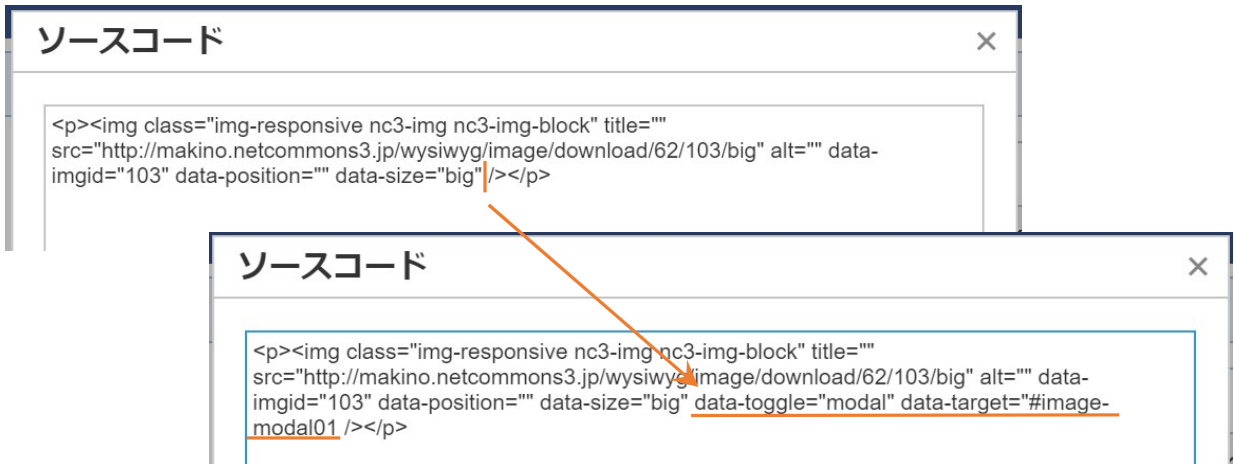 ソースコード
×
<p><img class="img-responsive nc3-img nc3-img-block" title=""
src="http://makino.netcommons3.jp/wysiwyg/image/download/62/103/big" alt="" data-
imgid="103" data-position="" data-size="big" /></p>
ソースコード
×
<p><img class="img-responsive nc3-img nc3-img-block" title=""
src="http://makino.netcommons3.jp/wysiwyg/image/download/62/103/big" alt="" data-
imgid="103" data-position="" data-size="big" data-toggle="modal" data-target="#image-
modal01 /></p>